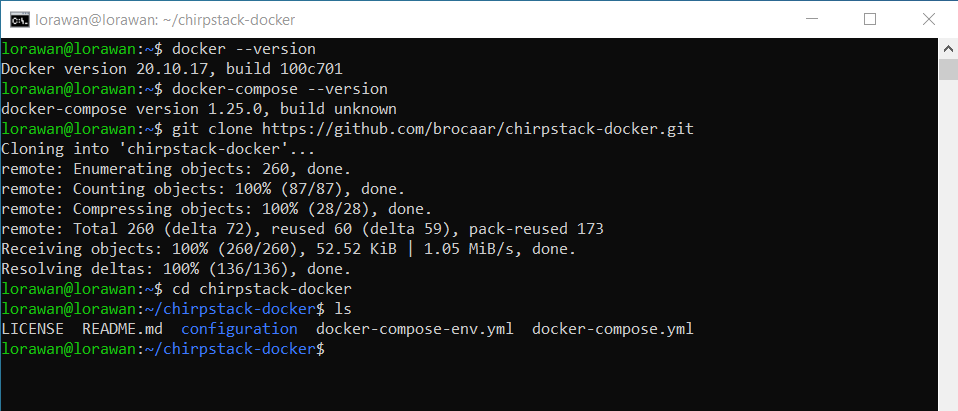 lorawan@lorawan: ~/chirpstack-docker
lorawan@lorawan:~$ docker --version
Docker version 20.10.17, build 100c701
lorawan@lorawan:~$ docker-compose --version
docker-compose version 1.25.0, build unknown
lorawan@lorawan:~$ git clone https://github.com/brocaar/chirpstack-docker.git
Cloning into 'chirpstack-docker'...
remote: Enumerating objects: 260, done.
remote: Counting objects: 100% (87/87), done.
remote: Compressing objects: 100% (28/28), done.
remote: Total 260 (delta 72), reused 60 (delta 59), pack-reused 173
Receiving objects: 100% (260/260), 52.52 KiB | 1.05 MiB/s, done.
Resolving deltas: 100% (136/136), done.
lorawan@lorawan:~$ cd chirpstack-docker
lorawan@lorawan:~/chirpstack-docker$ ls
LICENSE  README.md  configuration  docker-compose-env.yml  docker-compose.yml
lorawan@lorawan:~/chirpstack-docker$